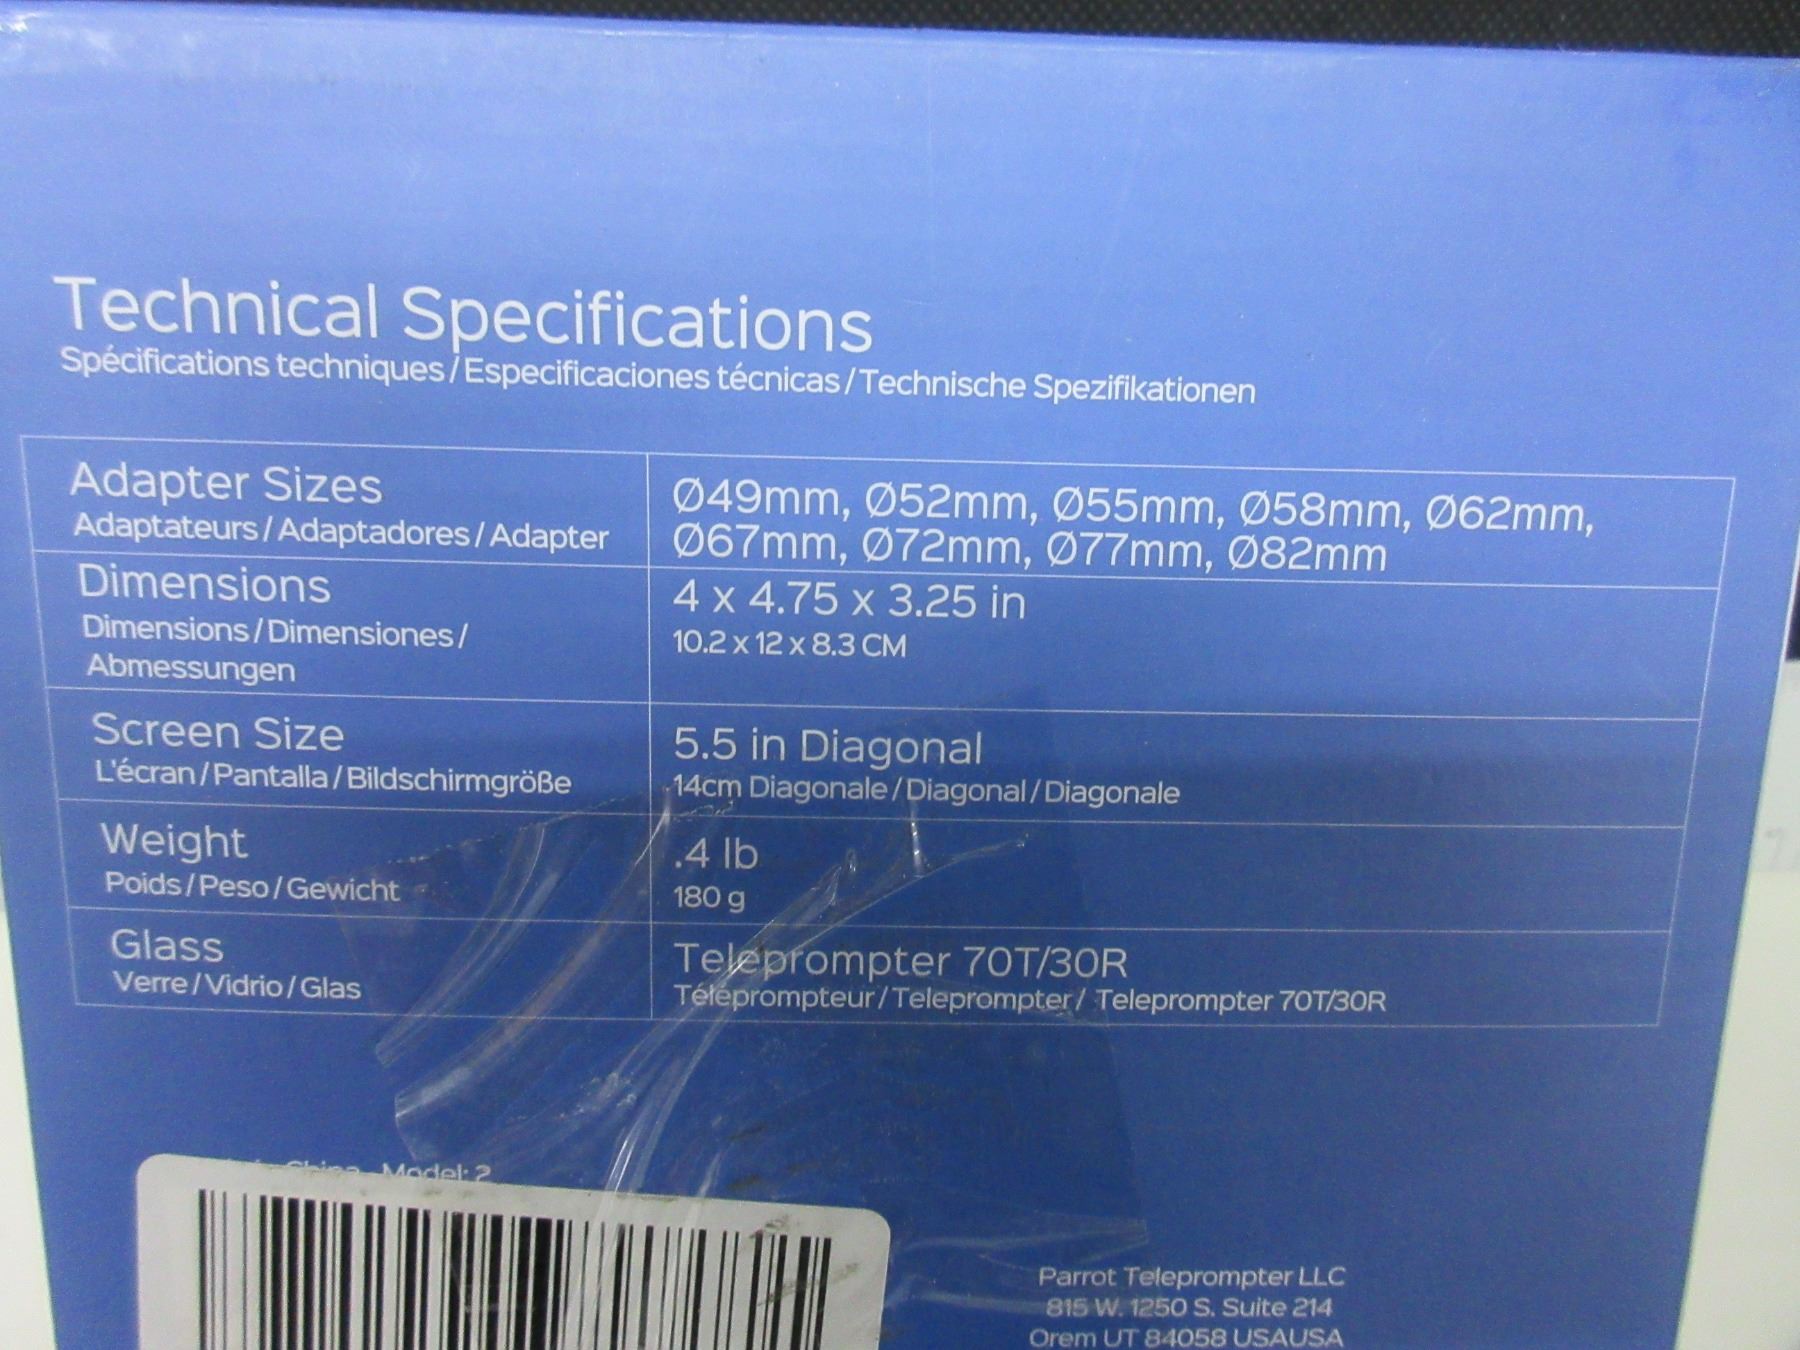 Technical Specifications
Spécifications techniques/Especificaciones técnicas/Technische Spezifikationen
Adapter Sizes
Adaptateurs/Adaptadores/Adapter
Ø49mm, Ø52mm, Ø55mm, Ø58mm, Ø62mm,
Ø67mm, Ø72mm, Ø77mm, Ø82mm
Dimensions
Dimensions/Dimensiones/
Abmessungen
4 x 4.75 x 3.25 in
10.2 x 12 x 8.3 CM
Screen Size
L'écran/Pantalla/Bildschirmgröße
5.5 in Diagonal
14cm Diagonale/Diagonal/Diagonale
Weight
Poids/Peso/Gewicht
.4 lb
180 g
Glass
Verre/Vidrio/Glas
Teleprompter 70T/30R
Téléprompteur/Teleprompter/ Teleprompter 70T/30R
China Model: 2
Parrot Teleprompter LLC
815 W. 1250 S. Suite 214
Orem UT 84058 USAUSA